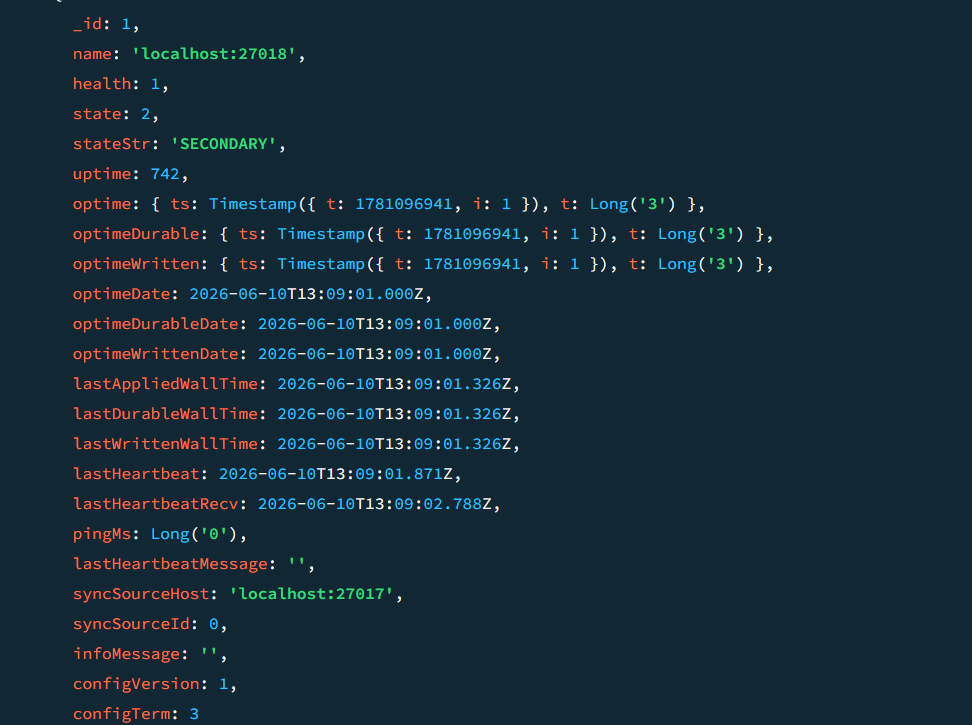 _id: 1,
name: 'localhost:27018',
health: 1,
state: 2,
stateStr: 'SECONDARY',
uptime: 742,
optime: { ts: Timestamp({ t: 1781096941, i: 1 }), t: Long('3') },
optimeDurable: { ts: Timestamp({ t: 1781096941, i: 1 }), t: Long('3') },
optimeWritten: { ts: Timestamp({ t: 1781096941, i: 1 }), t: Long('3') },
optimeDate: 2026-06-10T13:09:01.000Z,
optimeDurableDate: 2026-06-10T13:09:01.000Z,
optimeWrittenDate: 2026-06-10T13:09:01.000Z,
lastAppliedWallTime: 2026-06-10T13:09:01.326Z,
lastDurableWallTime: 2026-06-10T13:09:01.326Z,
lastWrittenWallTime: 2026-06-10T13:09:01.326Z,
lastHeartbeat: 2026-06-10T13:09:01.871Z,
lastHeartbeatRecv: 2026-06-10T13:09:02.788Z,
pingMs: Long('0'),
lastHeartbeatMessage: '',
syncSourceHost: 'localhost:27017',
syncSourceId: 0,
infoMessage: '',
configVersion: 1,
configTerm: 3